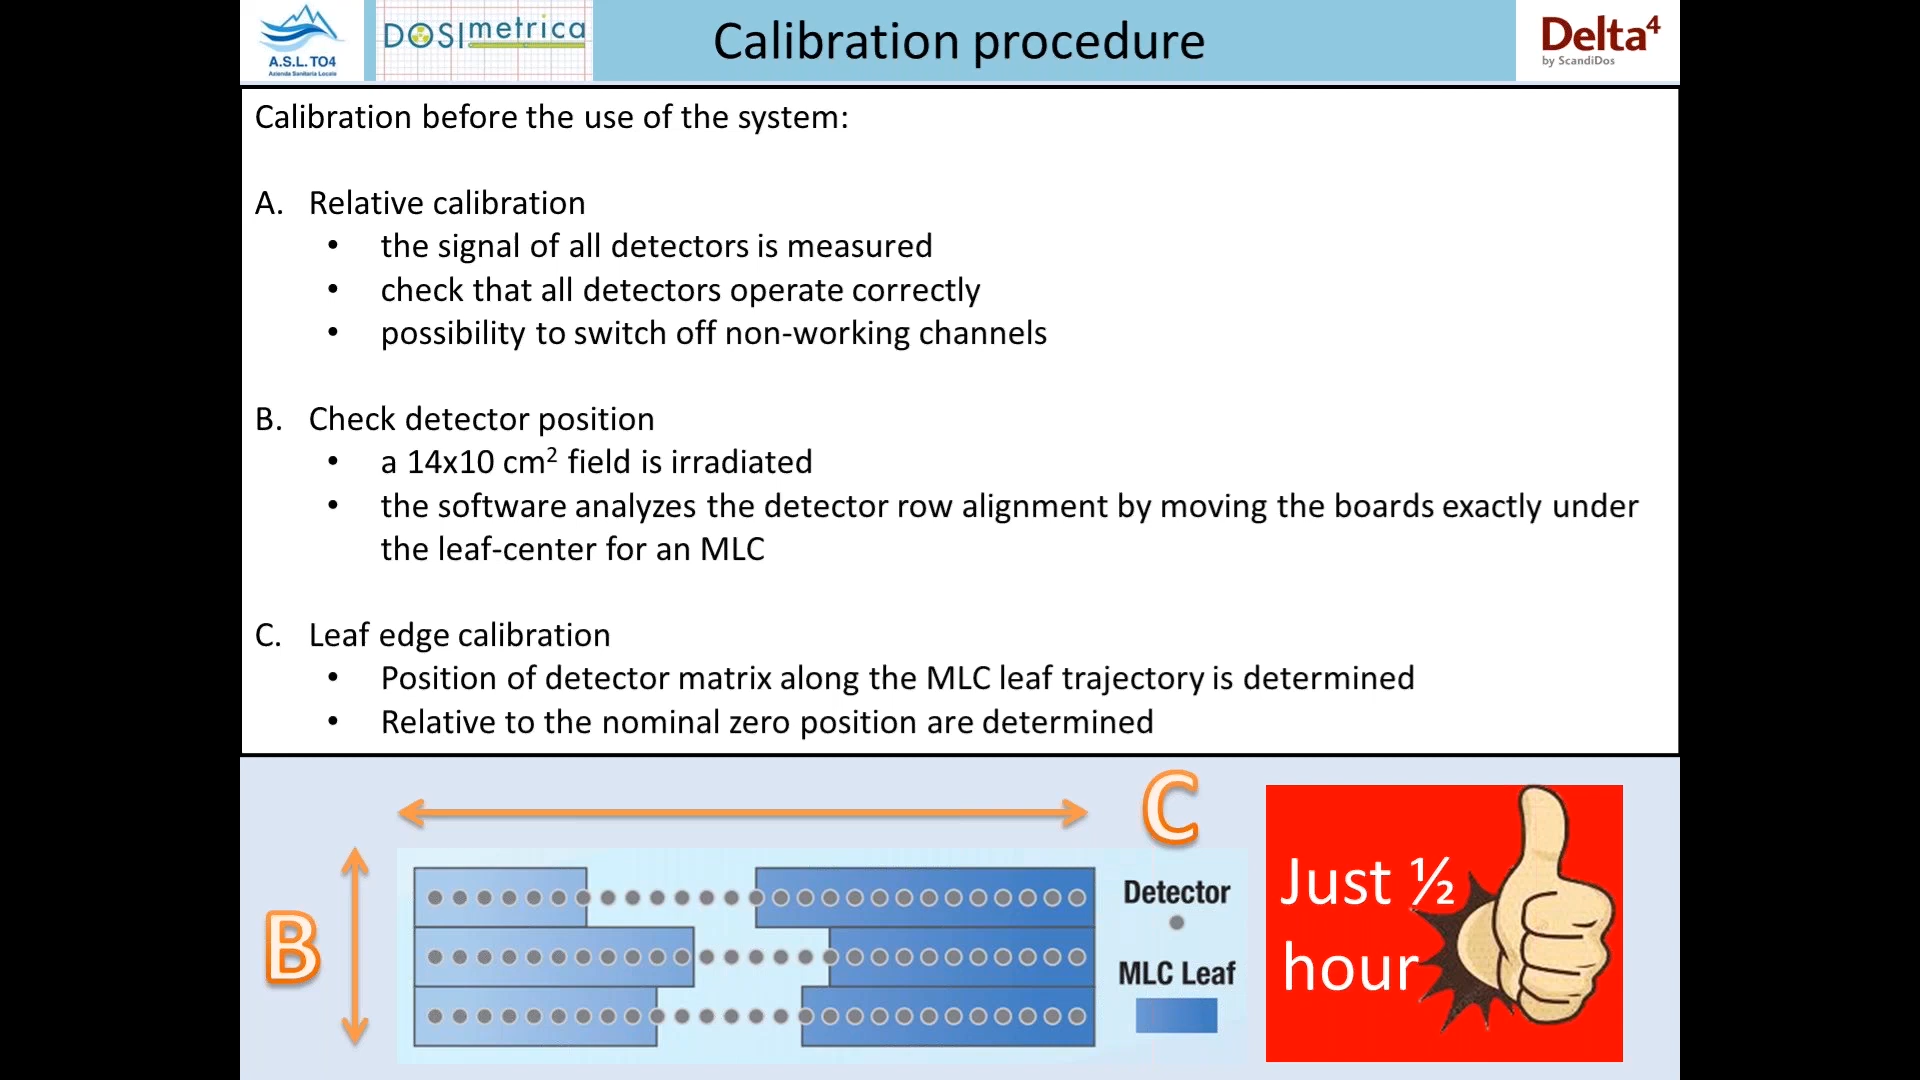 A.S.L. TO4
Azienda Sanitaria Locale
DOSImetrica
Calibration procedure
Delta4
by ScandiDos
Calibration before the use of the system:
A. Relative calibration
• the signal of all detectors is measured
• check that all detectors operate correctly
• possibility to switch off non-working channels
B. Check detector position
• a 14x10 cm² field is irradiated
• the software analyzes the detector row alignment by moving the boards exactly under
the leaf-center for an MLC
C. Leaf edge calibration
• Position of detector matrix along the MLC leaf trajectory is determined
• Relative to the nominal zero position are determined
C
B
Detector
MLC Leaf
Just ½
hour